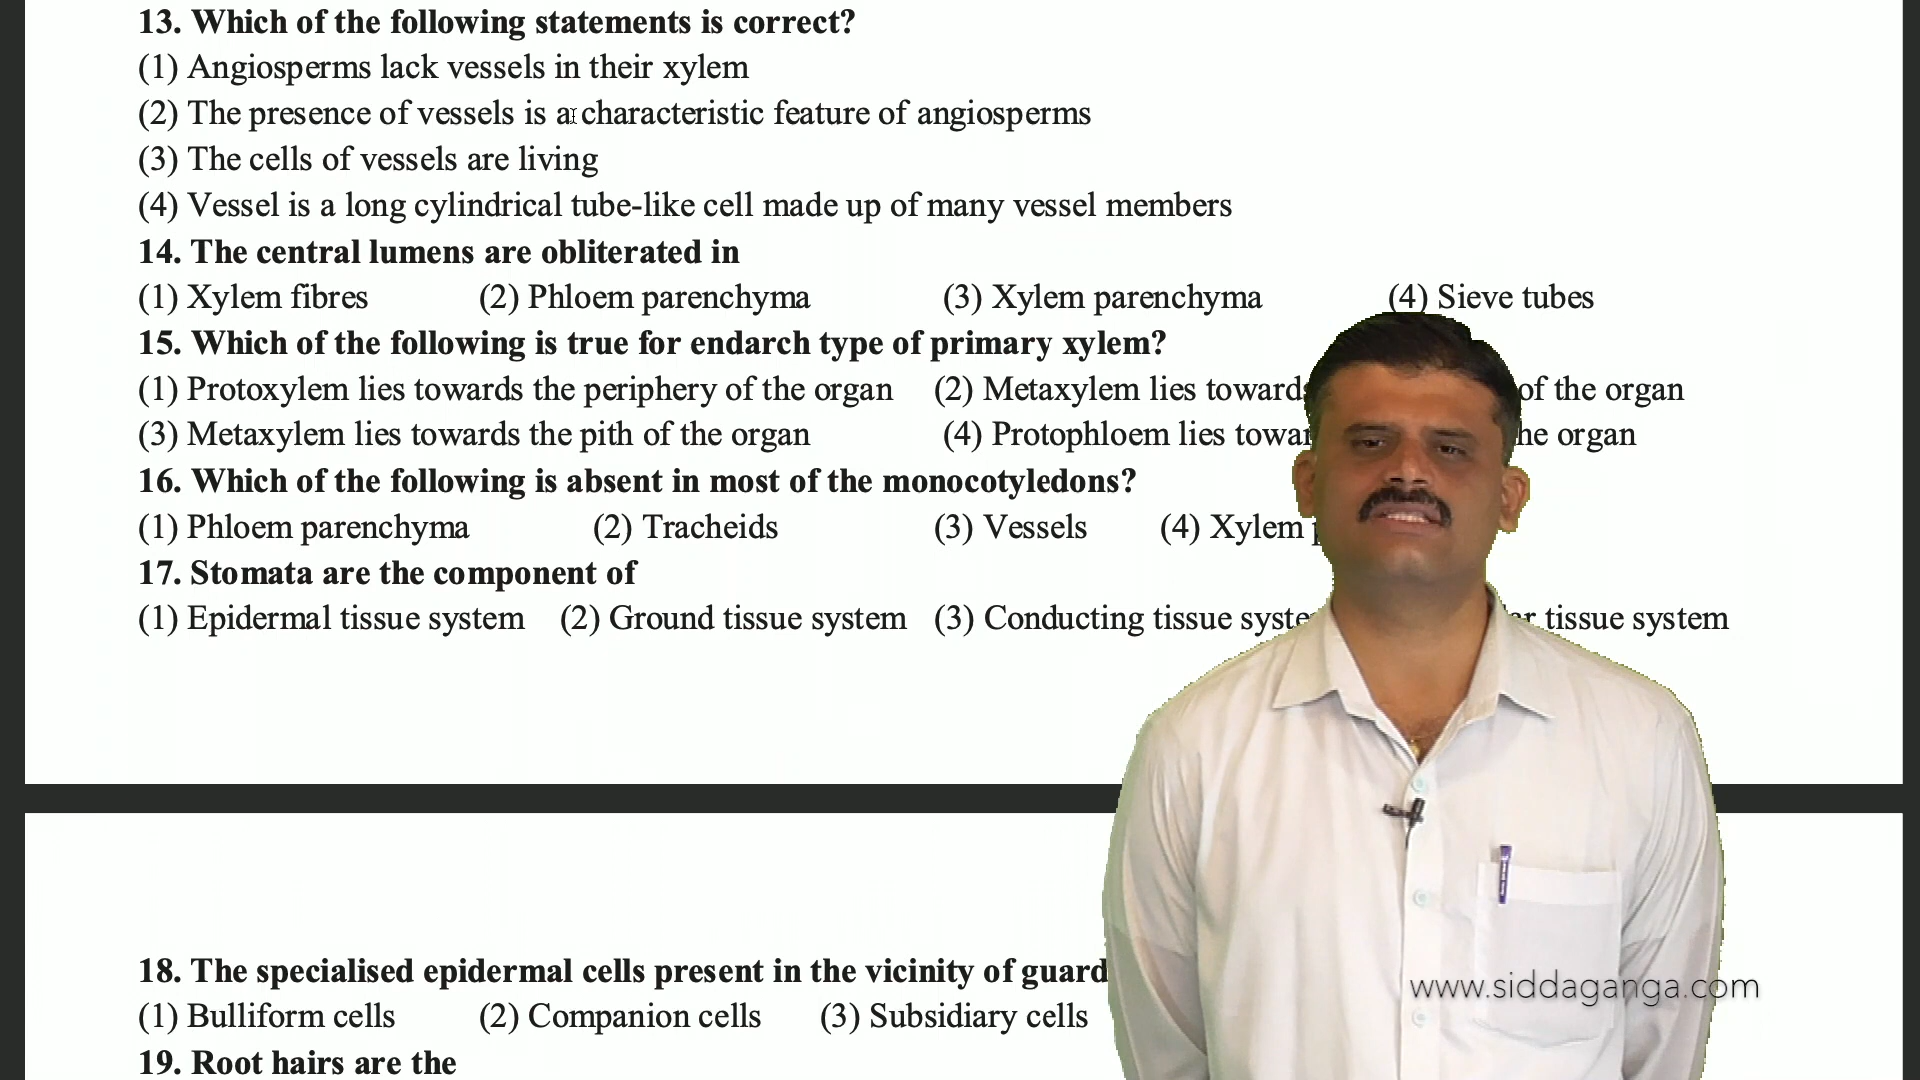 13. Which of the following statements is correct?
(1) Angiosperms lack vessels in their xylem
(2) The presence of vessels is a characteristic feature of angiosperms
(3) The cells of vessels are living
(4) Vessel is a long cylindrical tube-like cell made up of many vessel members
14. The central lumens are obliterated in
(1) Xylem fibres (2) Phloem parenchyma (3) Xylem parenchyma (4) Sieve tubes
15. Which of the following is true for endarch type of primary xylem?
(1) Protoxylem lies towards the periphery of the organ (2) Metaxylem lies towards of the organ
(3) Metaxylem lies towards the pith of the organ (4) Protophloem lies organ
16. Which of the following is absent in most of the monocotyledons?
(1) Phloem parenchyma (2) Tracheids (3) Vessels (4) Xylem
17. Stomata are the component of
(1) Epidermal tissue system (2) Ground tissue system (3) Conducting tissue tissue system
18. The specialised epidermal cells present in the vicinity of guard
(1) Bulliform cells (2) Companion cells (3) Subsidiary cells
19. Root hairs are the
www.siddaganga.com